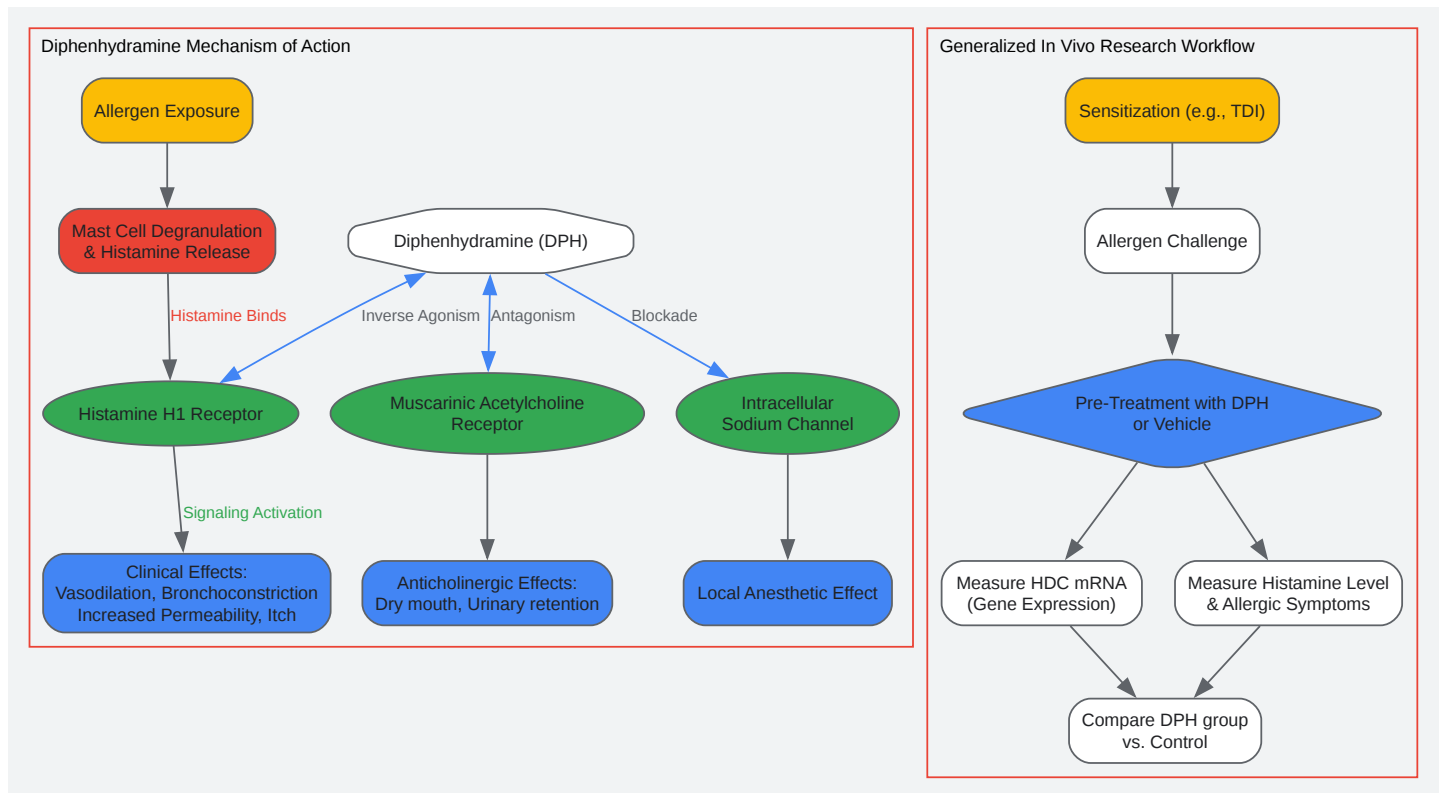 Diphenhydramine Mechanism of Action
Allergen Exposure
Mast Cell Degranulation
& Histamine Release
Diphenhydramine (DPH)
Histamine Binds
Inverse Agonism
Antagonism
Blockade
Histamine H1 Receptor
Muscarinic Acetylcholine
Receptor
Intracellular
Sodium Channel
Signaling Activation
Clinical Effects:
Vasodilation, Bronchoconstriction
Increased Permeability, Itch
Anticholinergic Effects:
Dry mouth, Urinary retention
Local Anesthetic Effect
Generalized In Vivo Research Workflow
Sensitization (e.g., TDI)
Allergen Challenge
Pre-Treatment with DPH
or Vehicle
Measure HDC mRNA
(Gene Expression)
Measure Histamine Level
& Allergic Symptoms
Compare DPH group
vs. Control